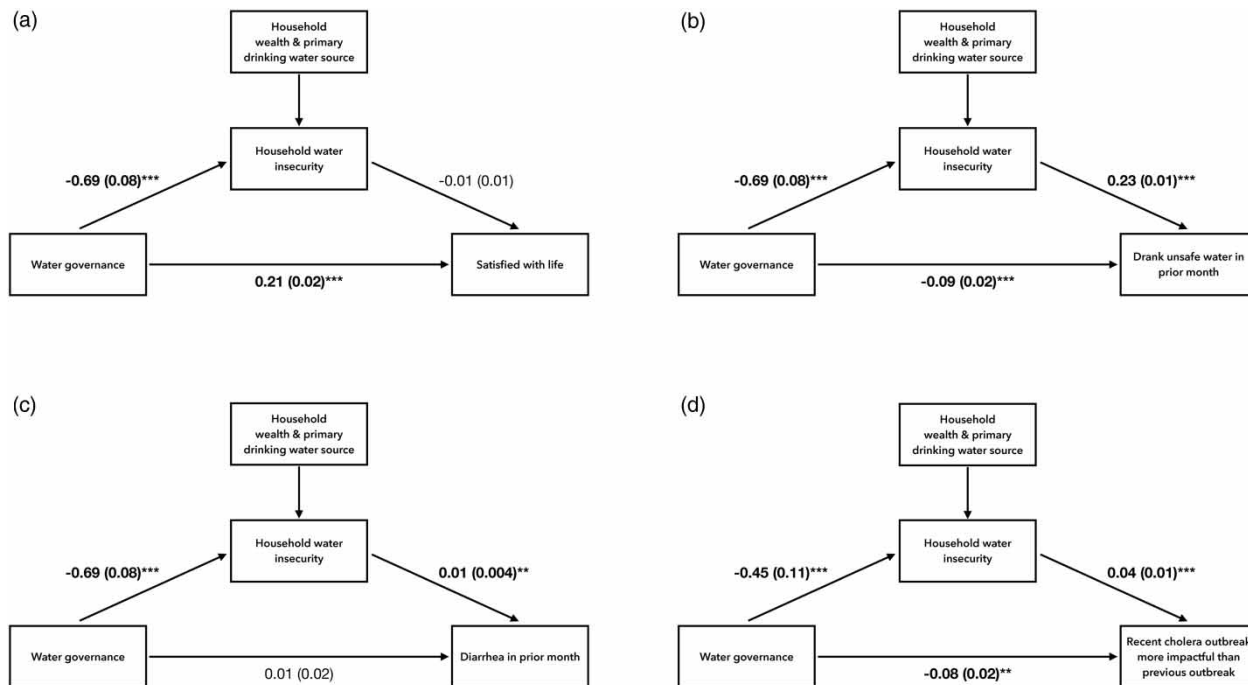 (a)
Household
wealth & primary
drinking water source
Household water
insecurity
-0.69 (0.08)***
-0.01 (0.01)
Water governance
Satisfied with life
0.21 (0.02)***
(b)
Household
wealth & primary
drinking water source
Household water
insecurity
-0.69 (0.08)***
0.23 (0.01)***
Water governance
Drank unsafe water in
prior month
-0.09 (0.02)***
(c)
Household
wealth & primary
drinking water source
Household water
insecurity
-0.69 (0.08)***
0.01 (0.004)**
Water governance
Diarrhea in prior month
0.01 (0.02)
(d)
Household
wealth & primary
drinking water source
Household water
insecurity
-0.45 (0.11)***
0.04 (0.01)***
Water governance
Recent cholera outbreak
more impactful than
previous outbreak
-0.08 (0.02)**